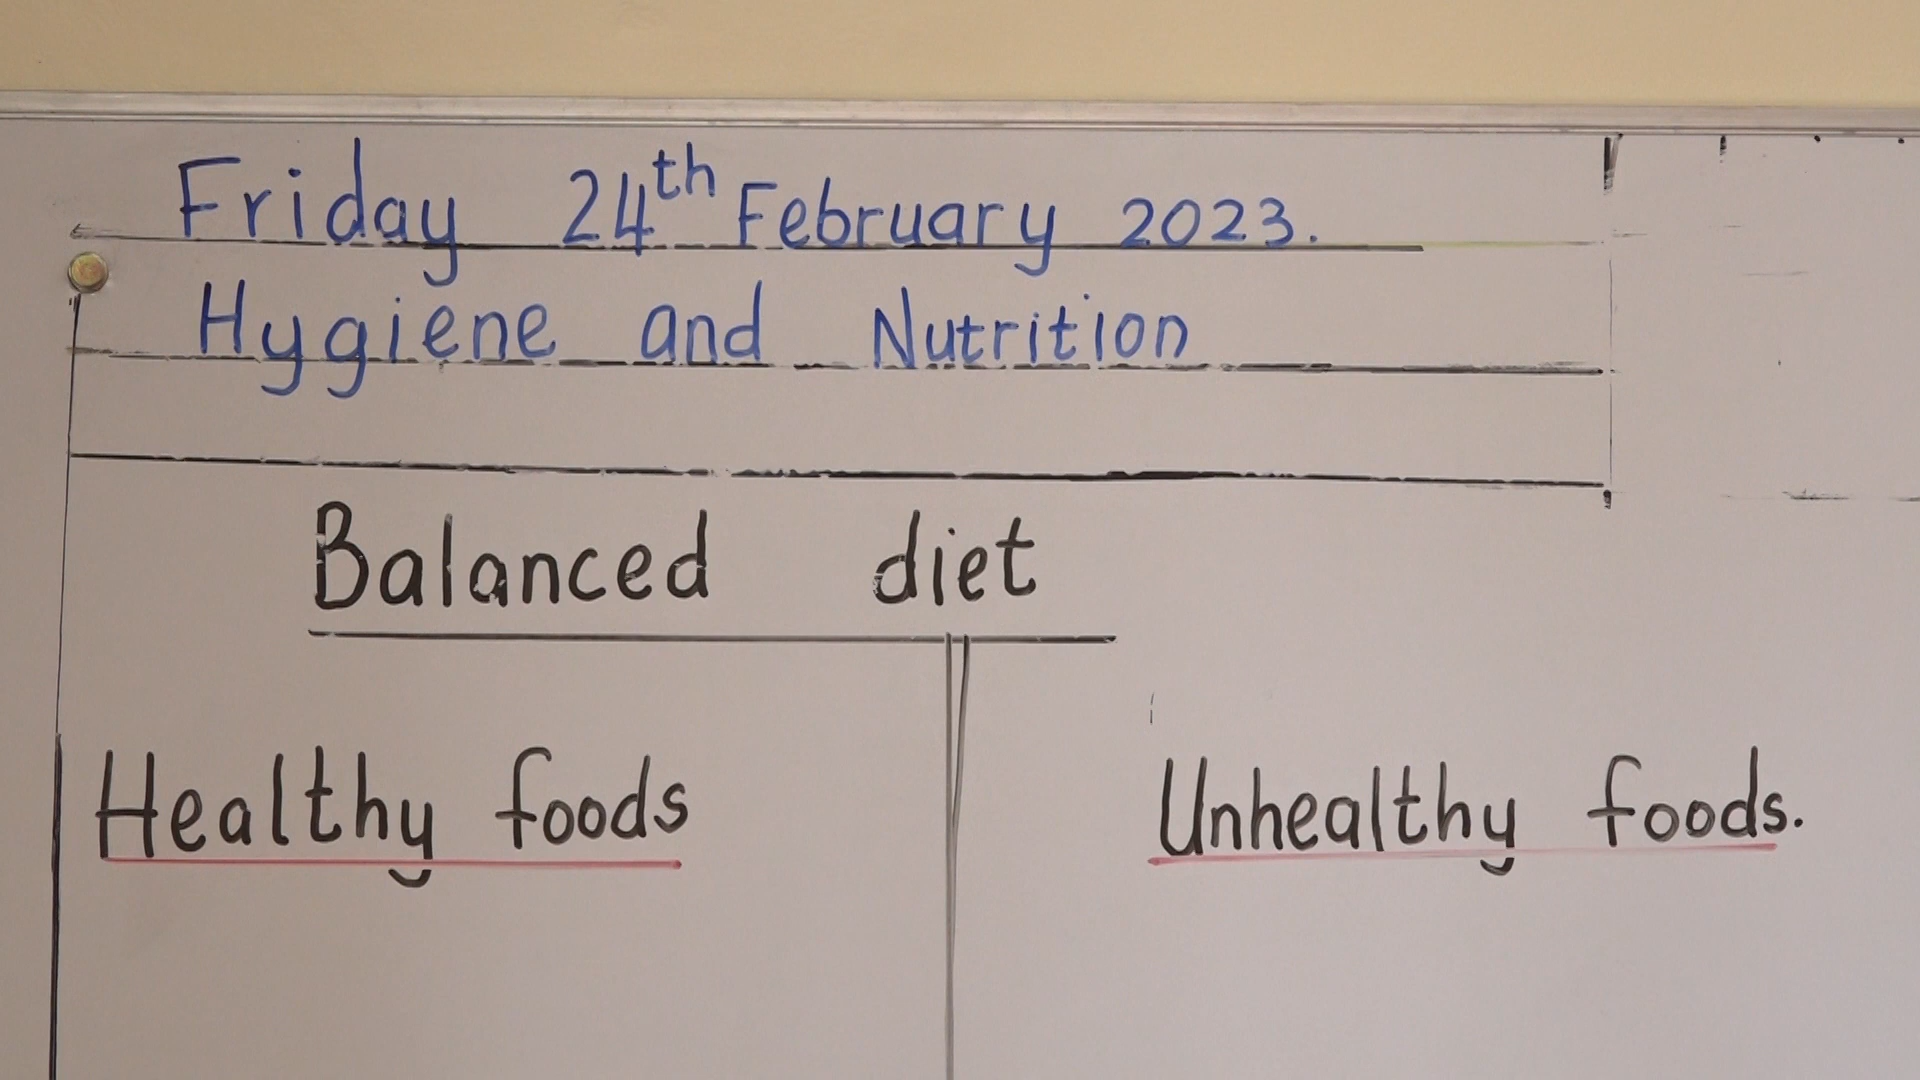 Friday 24th February 2023.
Hygiene and Nutrition
Balanced diet
Healthy foods
Unhealthy foods.